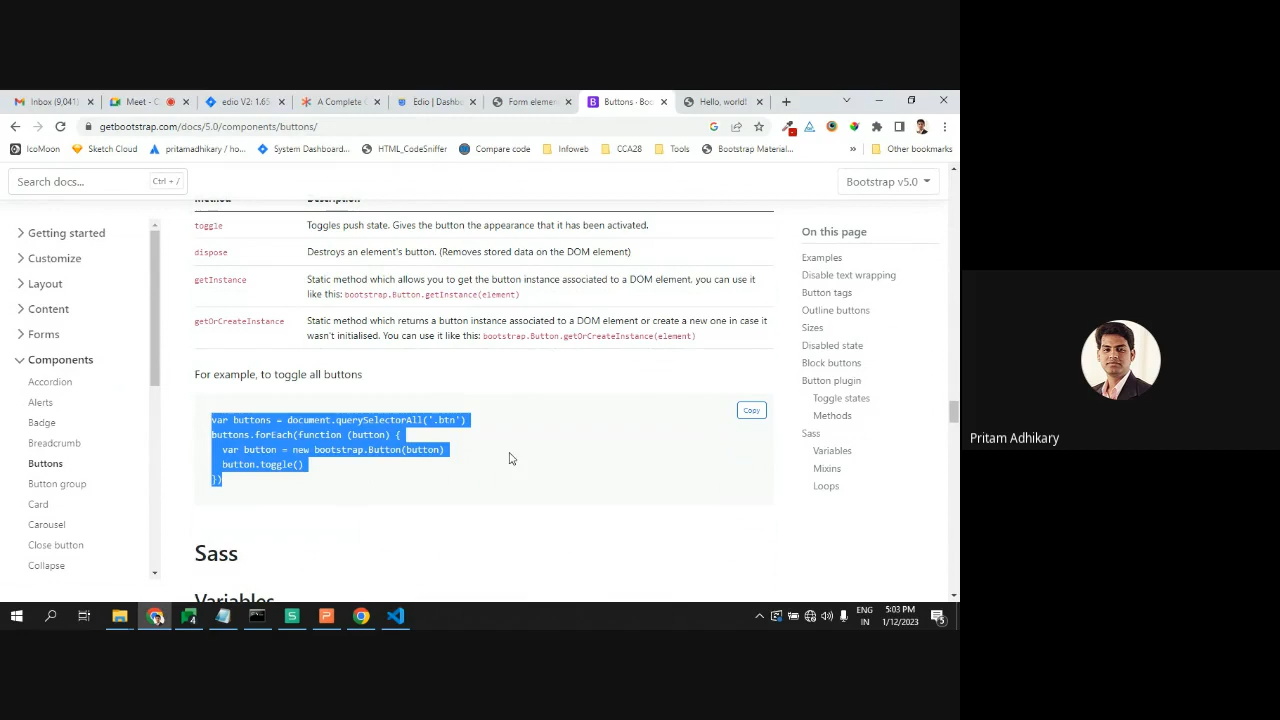 Inbox (9,041)
Meet - C
edio V2: 1.65
A Complete
Edio | Dashb
Form elemen
Buttons · Boo
Hello, world!
getbootstrap.com/docs/5.0/components/buttons/
IcoMoon
Sketch Cloud
pritamadhikary / ho...
System Dashboard...
HTML_CodeSniffer
Compare code
Infoweb
CCA28
Tools
Bootstrap Material...
»
Other bookmarks
Search docs...
Ctrl + /
Bootstrap v5.0
Getting started
Customize
Layout
Content
Forms
Components
Accordion
Alerts
Badge
Breadcrumb
Buttons
Button group
Card
Carousel
Close button
Collapse
Method Description
toggle Toggles push state. Gives the button the appearance that it has been activated.
dispose Destroys an element's button. (Removes stored data on the DOM element)
getInstance Static method which allows you to get the button instance associated to a DOM element, you can use it
like this: bootstrap.Button.getInstance(element)
getOrCreateInstance Static method which returns a button instance associated to a DOM element or create a new one in case it
wasn't initialised. You can use it like this: bootstrap.Button.getOrCreateInstance(element)
For example, to toggle all buttons
Copy
var buttons = document.querySelectorAll('.btn')
buttons.forEach(function (button) {
var button = new bootstrap.Button(button)
button.toggle()
})
Sass
Variables
On this page
Examples
Disable text wrapping
Button tags
Outline buttons
Sizes
Disabled state
Block buttons
Button plugin
Toggle states
Methods
Sass
Variables
Mixins
Loops
Pritam Adhikary
4
S
P
ENG
IN
5:03 PM
1/12/2023
5